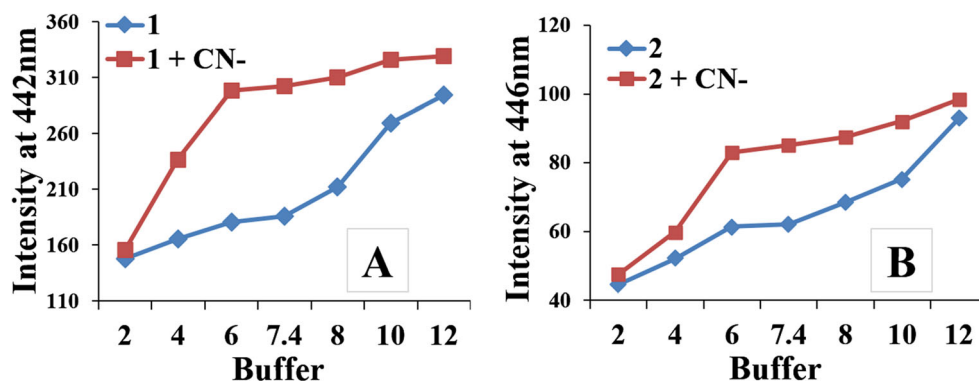 360
310
260
210
160
110
Intensity at 442nm
1
1 + CN-
A
2 4 6 7.4 8 10 12
Buffer
120
100
80
60
40
Intensity at 446nm
2
2 + CN-
B
2 4 6 7.4 8 10 12
Buffer